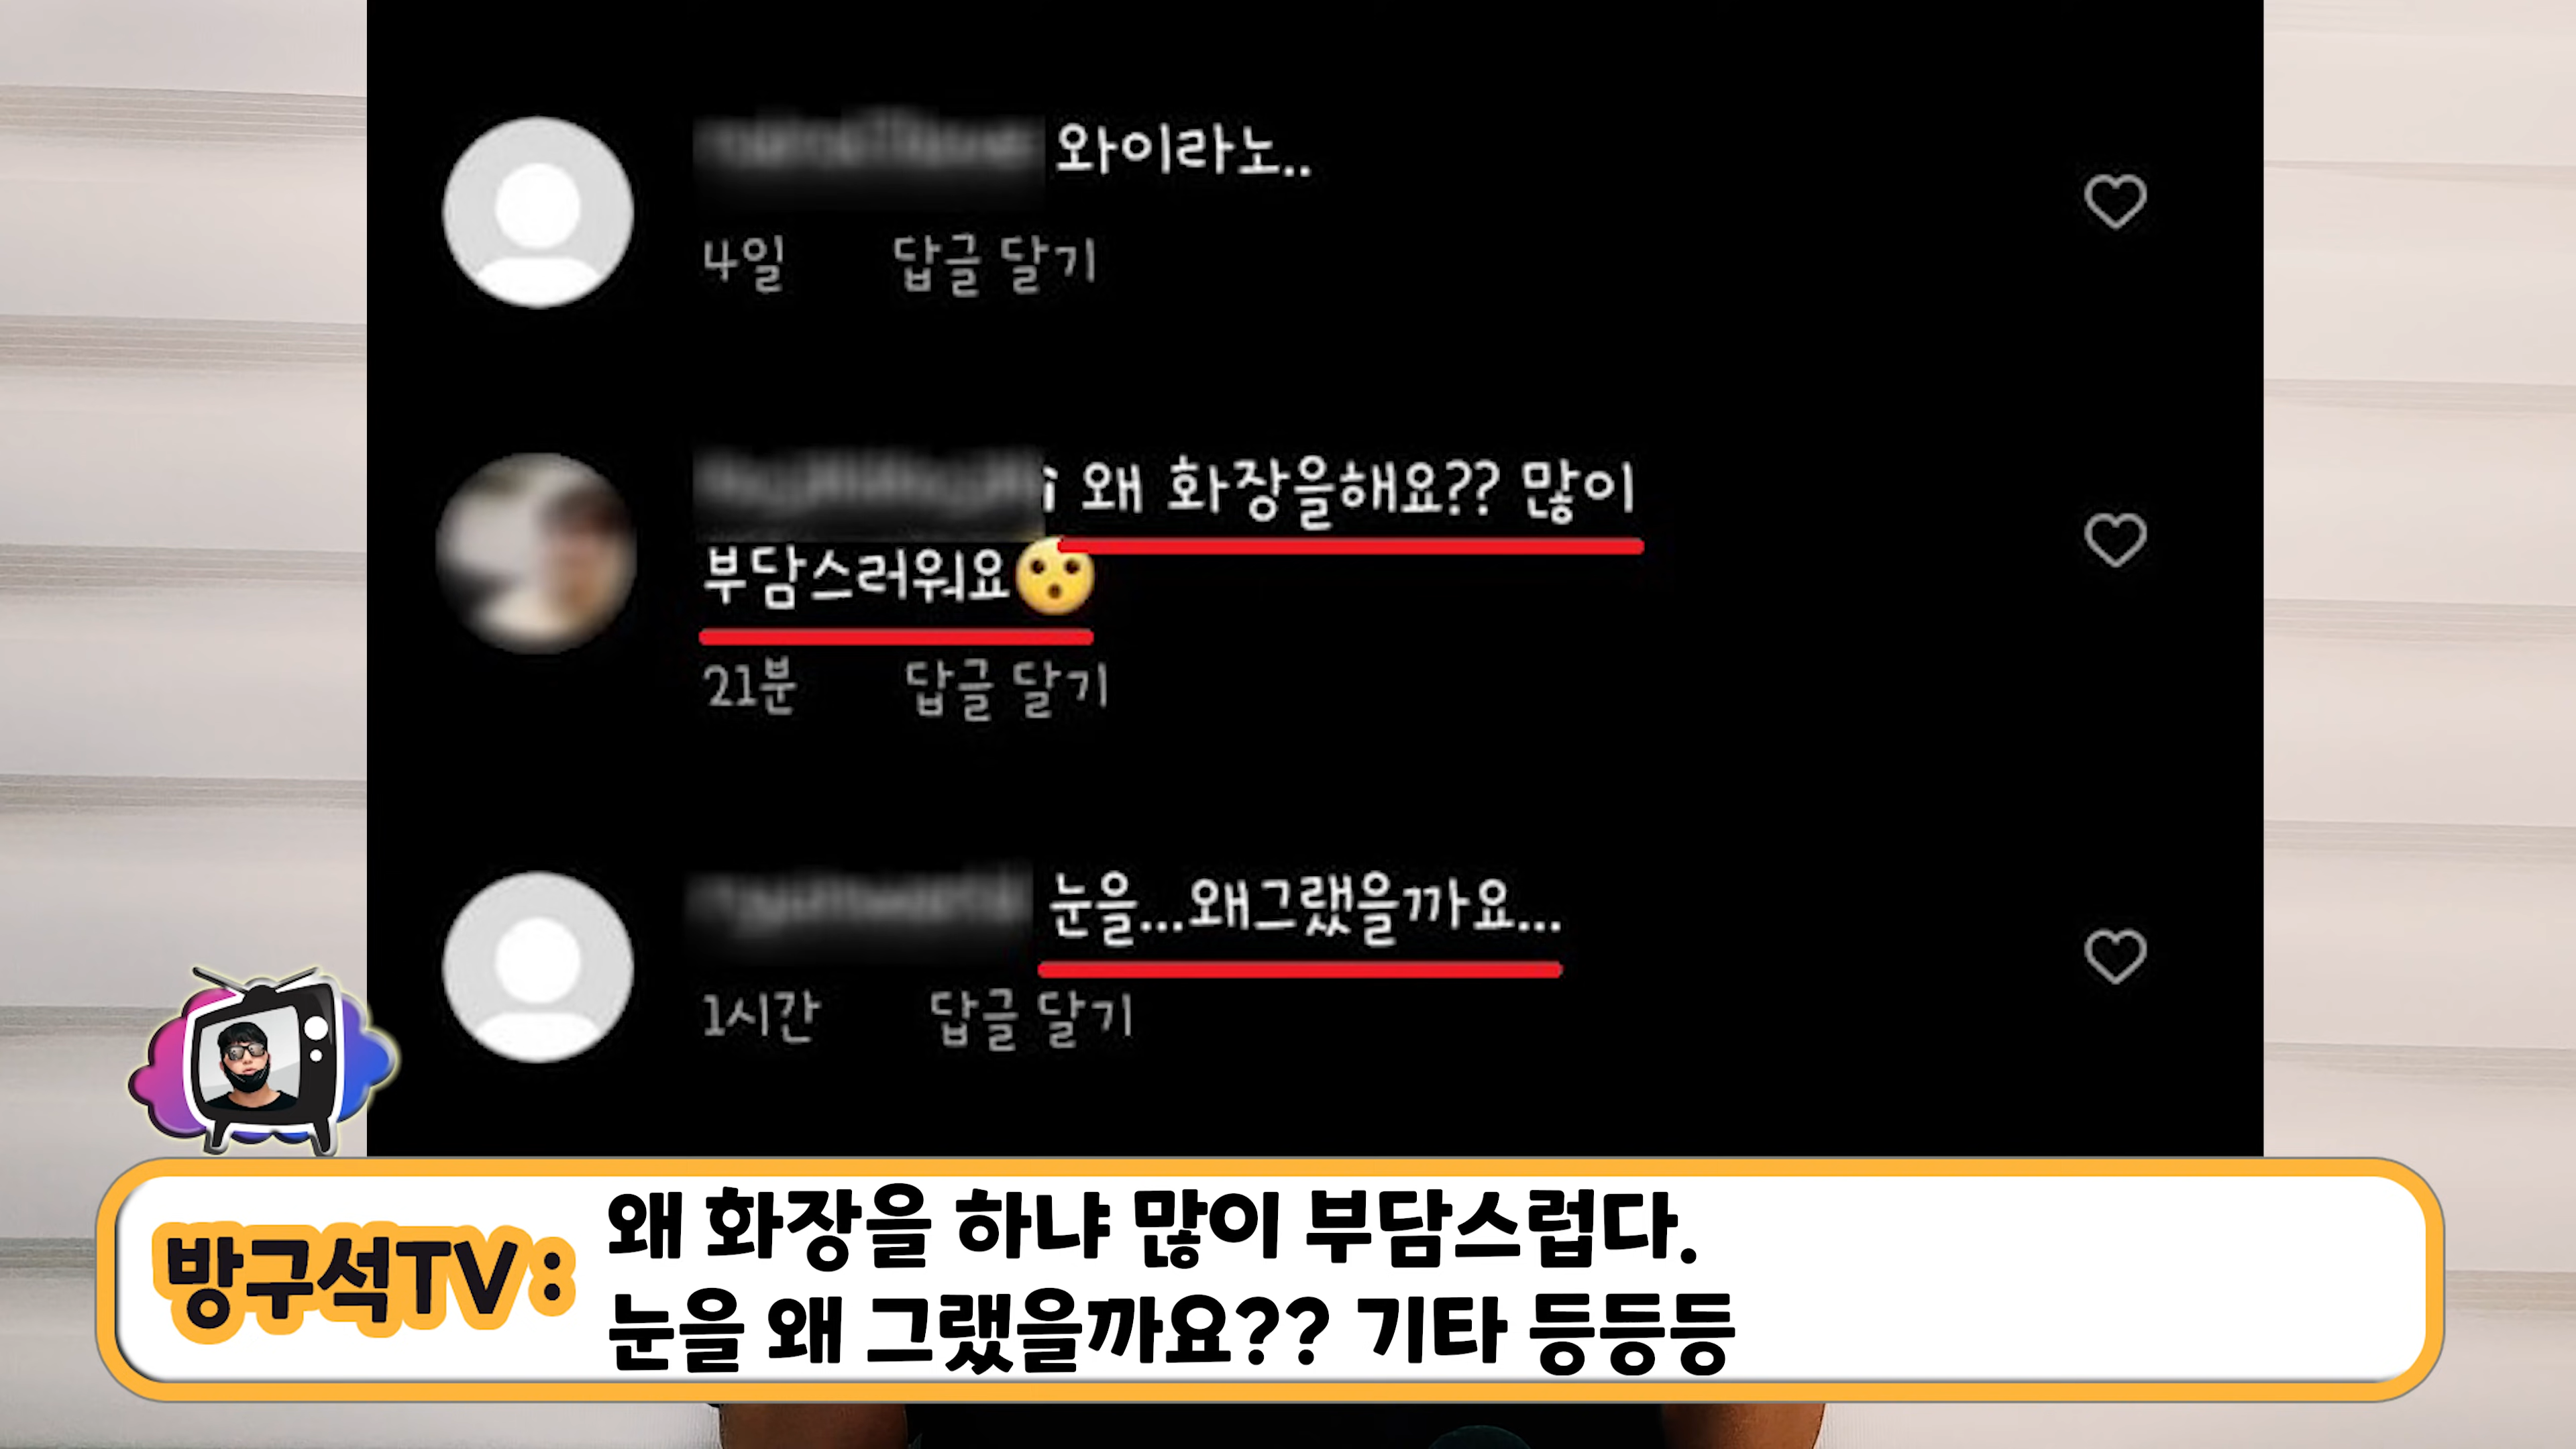 와이라노..
4일 답글 달기
왜 화장을해요?? 많이
부담스러워요😮
21분 답글 달기
눈을...왜그랬을까요...
1시간 답글 달기
방구석TV : 왜 화장을 하냐 많이 부담스럽다.
눈을 왜 그랬을까요?? 기타 등등등